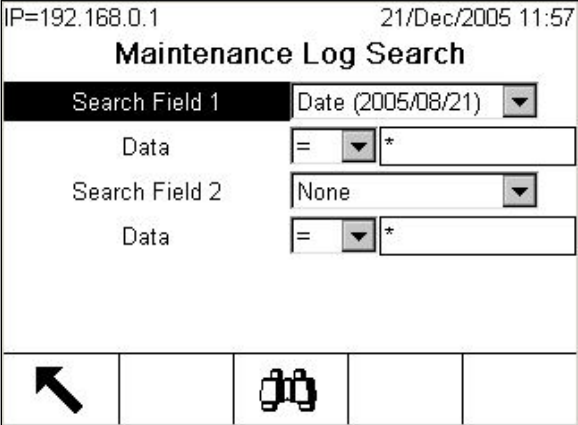 IP=192.168.0.1 21/Dec/2005 11:57
Maintenance Log Search
Search Field 1 Date (2005/08/21)
Data = *
Search Field 2 None
Data = *